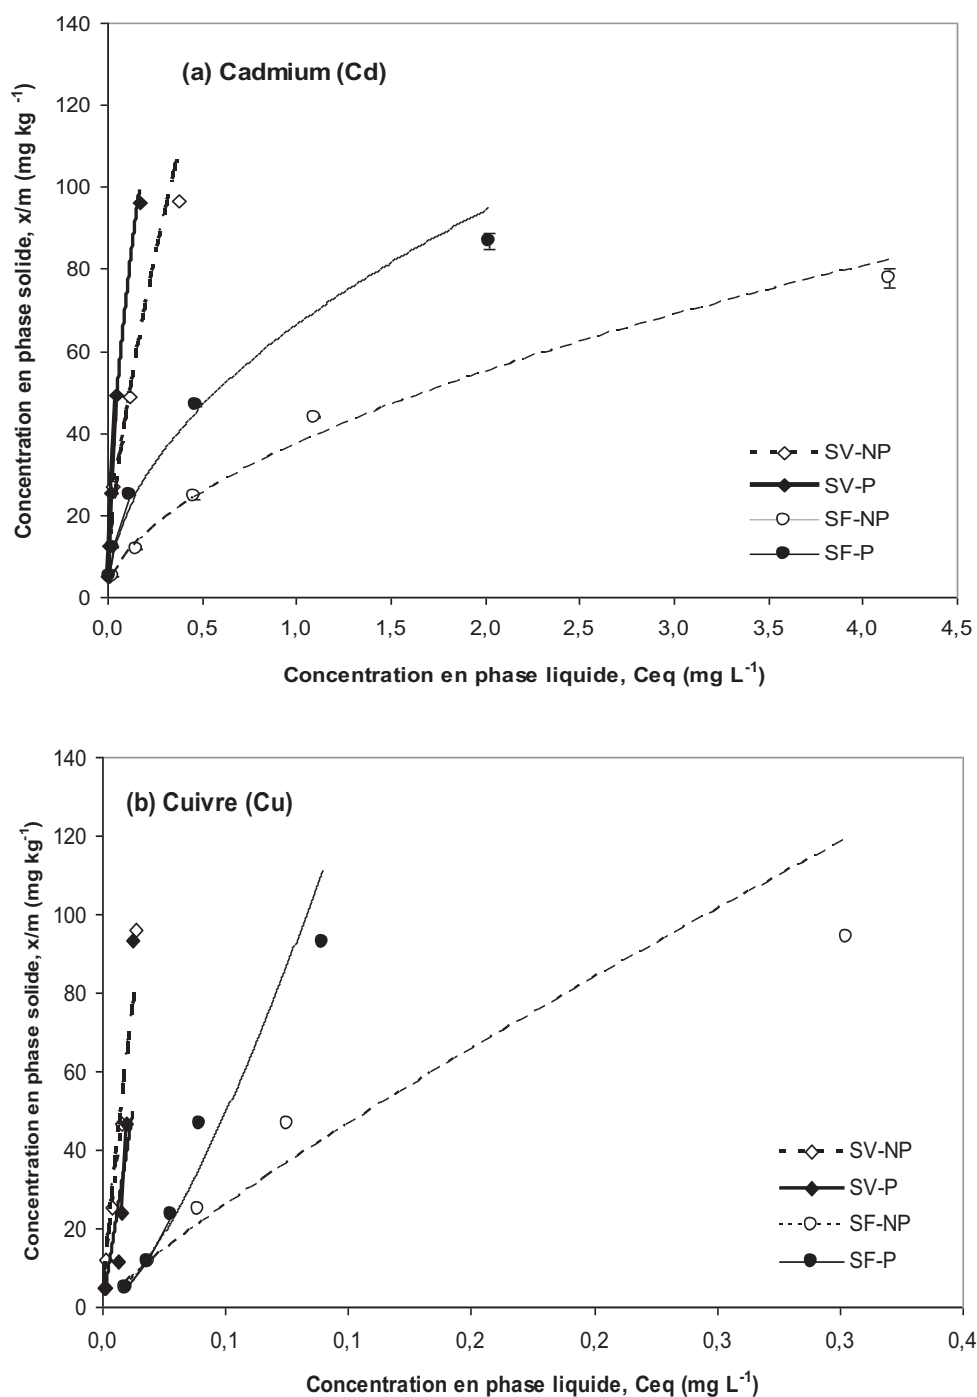 140
120
100
80
60
40
20
0
Concentration en phase solide, x/m (mg kg -1)
(a) Cadmium (Cd)
SV-NP
SV-P
SF-NP
SF-P
0,0 0,5 1,0 1,5 2,0 2,5 3,0 3,5 4,0 4,5
Concentration en phase liquide, Ceq (mg L-1)
140
120
100
80
60
40
20
0
Concentration en phase solide, x/m (mg kg-1)
(b) Cuivre (Cu)
SV-NP
SV-P
SF-NP
SF-P
0,0 0,1 0,1 0,2 0,2 0,3 0,3 0,4
Concentration en phase liquide, Ceq (mg L-1)